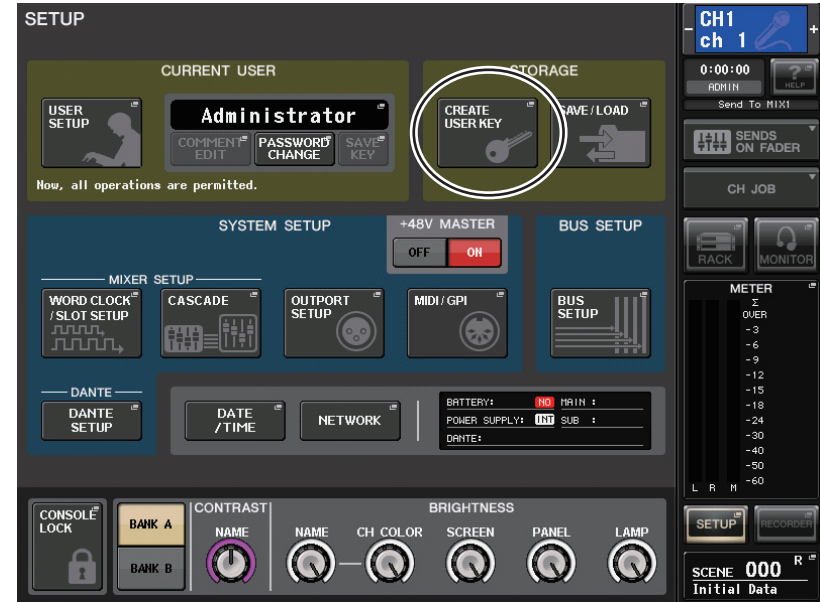 SETUP
CURRENT USER
USER
SETUP
Administrator
COMMENT
EDIT
PASSWORD
CHANGE
SAVE
KEY
Now, all operations are permitted.
STORAGE
CREATE
USER KEY
SAVE/LOAD
SYSTEM SETUP
+48V MASTER
OFF
ON
BUS SETUP
MIXER SETUP
WORD CLOCK
/SLOT SETUP
CASCADE
OUTPORT
SETUP
MIDI/GPI
BUS
SETUP
DANTE
DANTE
SETUP
DATE
/TIME
NETWORK
BATTERY: NO MAIN :
POWER SUPPLY: INT SUB :
DANTE:
CONSOLE
LOCK
BANK A
BANK B
CONTRAST
NAME
BRIGHTNESS
NAME
CH COLOR
SCREEN
PANEL
LAMP
- CH1 +
ch 1
0:00:00
ADMIN
?
HELP
Send To MIX1
SENDS
ON FADER
CH JOB
RACK
MONITOR
METER
Σ
OVER
-3
-6
-9
-12
-15
-18
-24
-30
-40
-50
-60
L R M
SETUP
RECORDER
SCENE 000 R
Initial Data